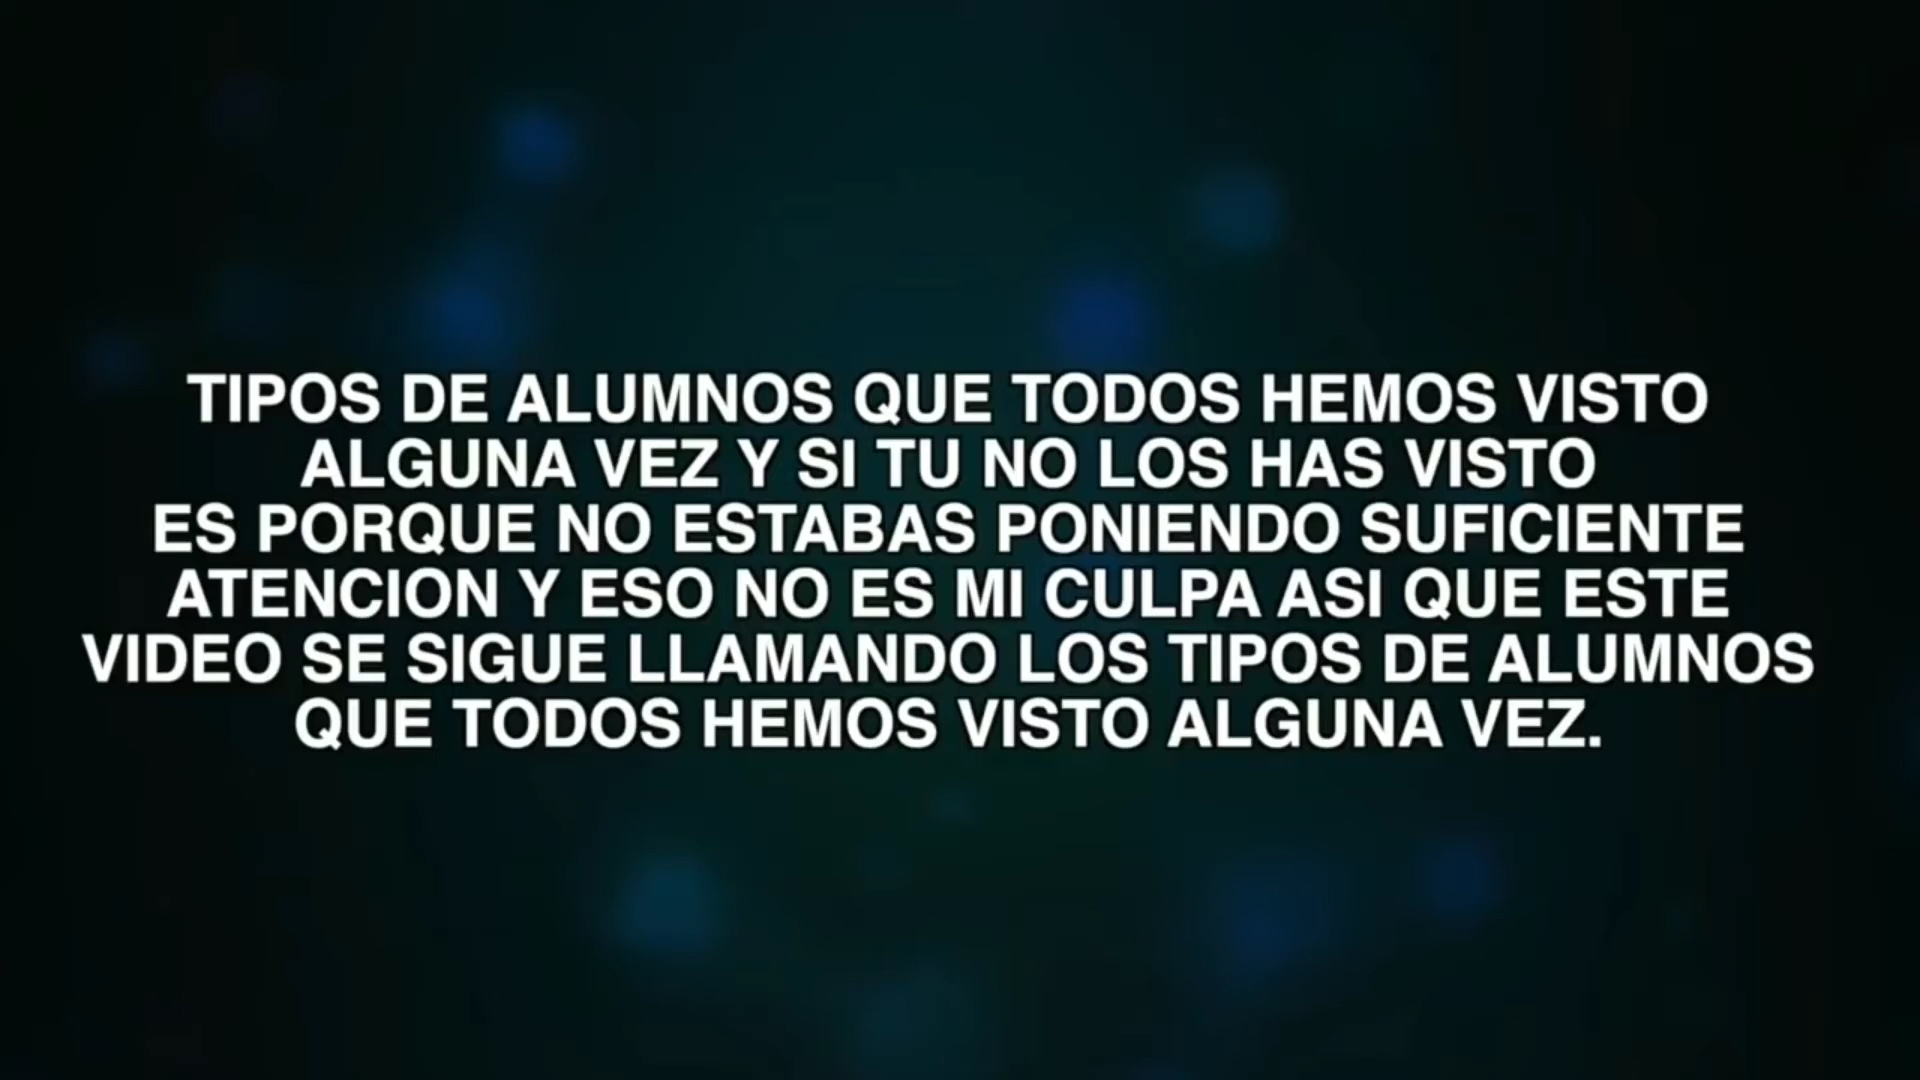 TIPOS DE ALUMNOS QUE TODOS HEMOS VISTO
ALGUNA VEZ Y SI TU NO LOS HAS VISTO
ES PORQUE NO ESTABAS PONIENDO SUFICIENTE
ATENCION Y ESO NO ES MI CULPA ASI QUE ESTE
VIDEO SE SIGUE LLAMANDO LOS TIPOS DE ALUMNOS
QUE TODOS HEMOS VISTO ALGUNA VEZ.